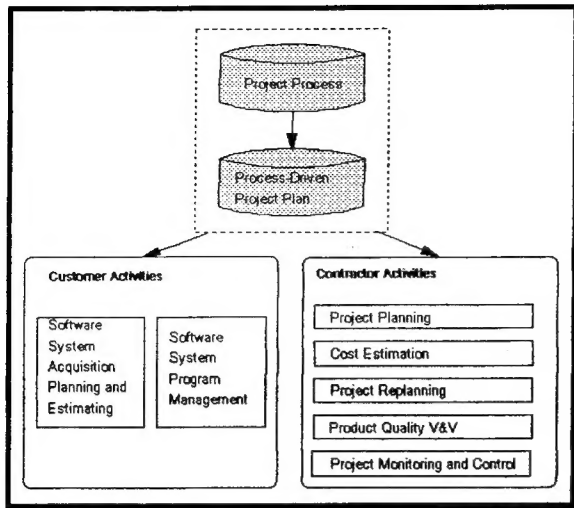 Project Process
Process-Driven
Project Plan
Customer Activities
Software
System
Acquisition
Planning and
Estimating
Software
System
Program
Management
Contractor Activities
Project Planning
Cost Estimation
Project Replanning
Product Quality V&V
Project Monitoring and Control